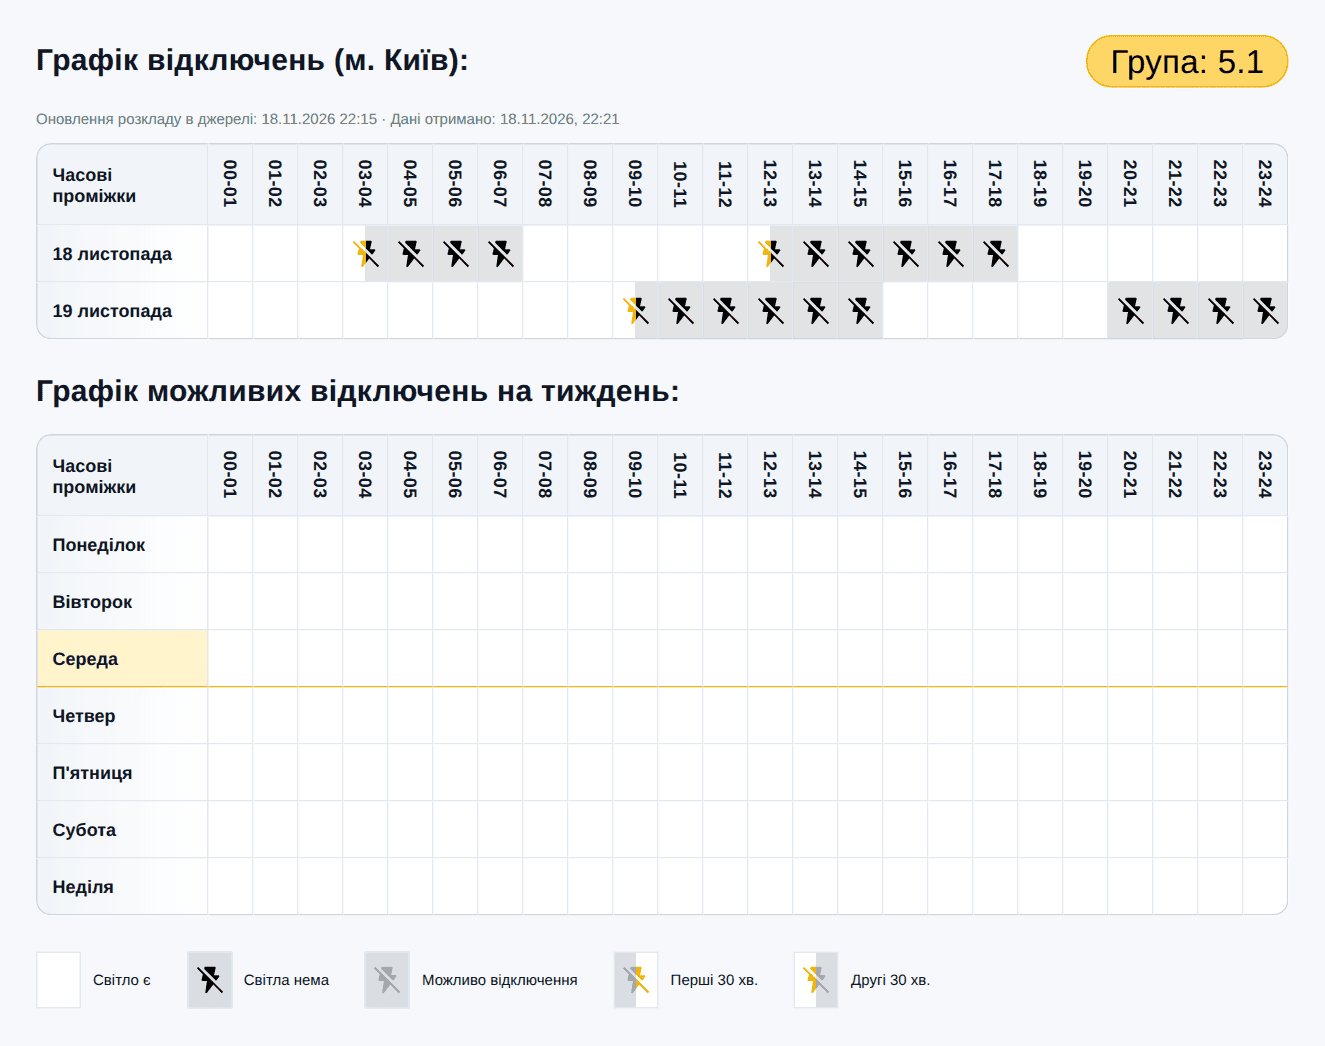 Графік відключень (м. Київ):
Група: 5.1
Оновлення розкладу в джерелі: 18.11.2026 22:15 · Дані отримано: 18.11.2026, 22:21
Часові проміжки 00-01 01-02 02-03 03-04 04-05 05-06 06-07 07-08 08-09 09-10 10-11 11-12 12-13 13-14 14-15 15-16 16-17 17-18 18-19 19-20 20-21 21-22 22-23 23-24
18 листопада
19 листопада
Графік можливих відключень на тиждень:
Часові проміжки 00-01 01-02 02-03 03-04 04-05 05-06 06-07 07-08 08-09 09-10 10-11 11-12 12-13 13-14 14-15 15-16 16-17 17-18 18-19 19-20 20-21 21-22 22-23 23-24
Понеділок
Вівторок
Середа
Четвер
П'ятниця
Субота
Неділя
Світло є Світла нема Можливо відключення Перші 30 хв. Другі 30 хв.